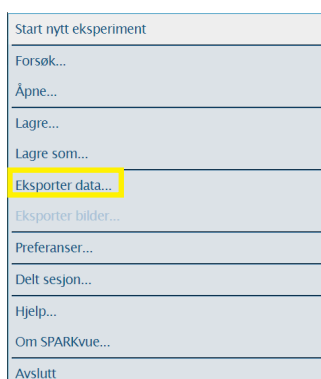 Start nytt eksperiment
Forsøk...
Åpne...
Lagre...
Lagre som...
Eksporter data...
Eksporter bilder...
Preferanser...
Delt sesjon...
Hjelp...
Om SPARKvue...
Avslutt